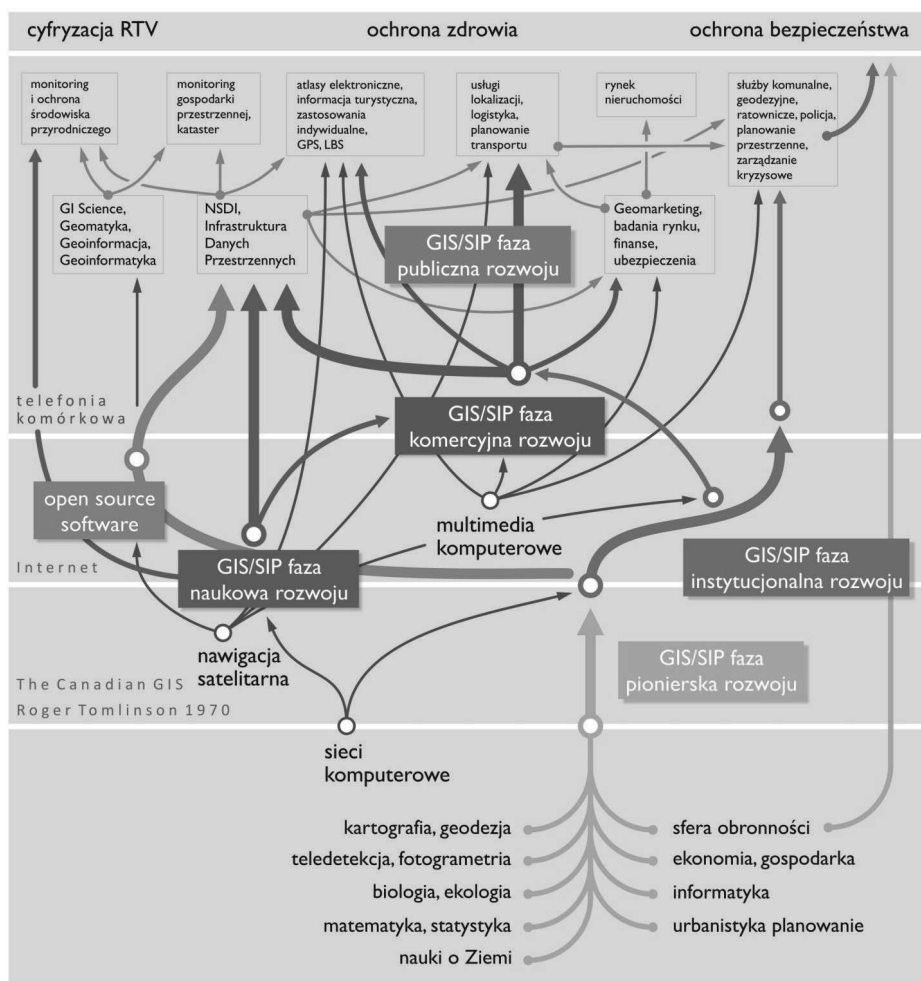 cyfryzacja RTV
ochrona zdrowia
ochrona bezpieczeństwa
monitoring
i ochrona
środowiska
przyrodniczego
monitoring
gospodarki
przestrzennej,
kataster
atlasy elektroniczne,
informacja turystyczna,
zastosowania
indywidualne,
GPS, LBS
usługi
lokalizacji,
logistyka,
planowanie
transportu
rynek
nieruchomości
służby komunalne,
geodezyjne,
ratownicze, policja,
planowanie
przestrzenne,
zarządzanie
kryzysowe
GI Science,
Geomatyka,
Geoinformacja,
Geoinformatyka
NSDI,
Infrastruktura
Danych
Przestrzennych
GIS/SIP faza
publiczna rozwoju
Geomarketing,
badania rynku,
finanse,
ubezpieczenia
telefonia
komórkowa
GIS/SIP faza
komercyjna rozwoju
open source
software
multimedia
komputerowe
Internet
GIS/SIP faza
naukowa rozwoju
GIS/SIP faza
instytucjonalna rozwoju
nawigacja
satelitarna
GIS/SIP faza
pionierska rozwoju
The Canadian GIS
Roger Tomlinson 1970
sieci
komputerowe
kartografia, geodezja
teledetekcja, fotogrametria
biologia, ekologia
matematyka, statystyka
nauki o Ziemi
sfera obronności
ekonomia, gospodarka
informatyka
urbanistyka planowanie